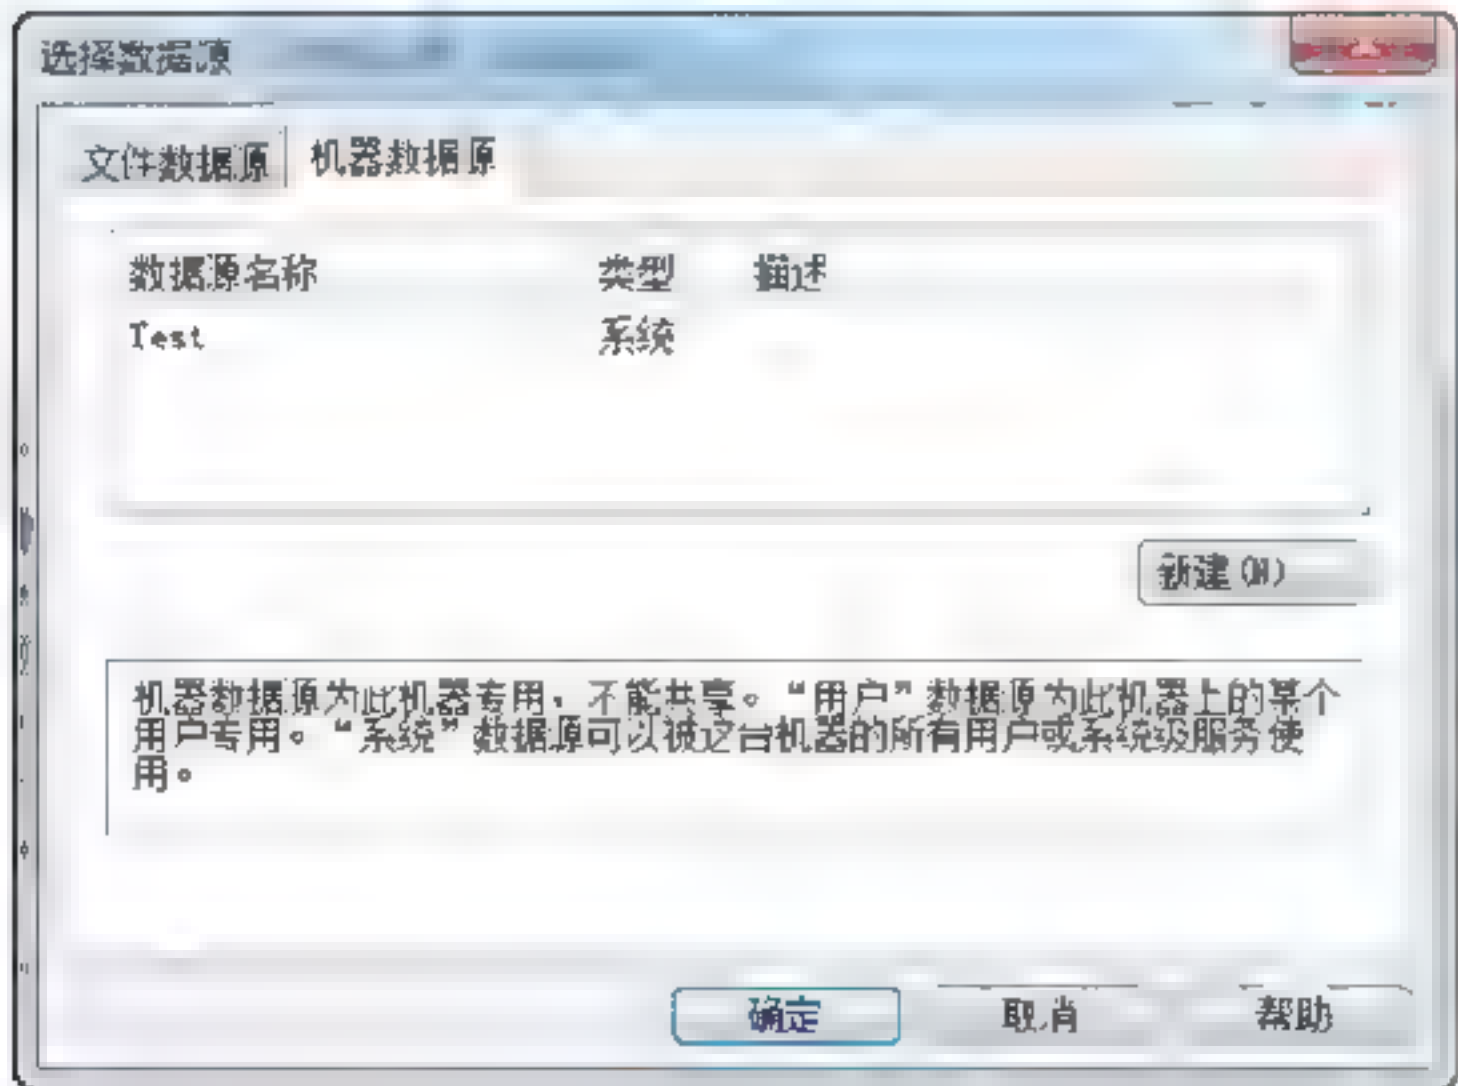 选择数据源
文件数据源 机器数据源
数据源名称 类型 描述
Test 系统
新建(N)
机器数据源为此机器专用，不能共享。“用户”数据源为此机器上的某个
用户专用。“系统”数据源可以被这台机器的所有用户或系统级服务使
用。
确定 取消 帮助